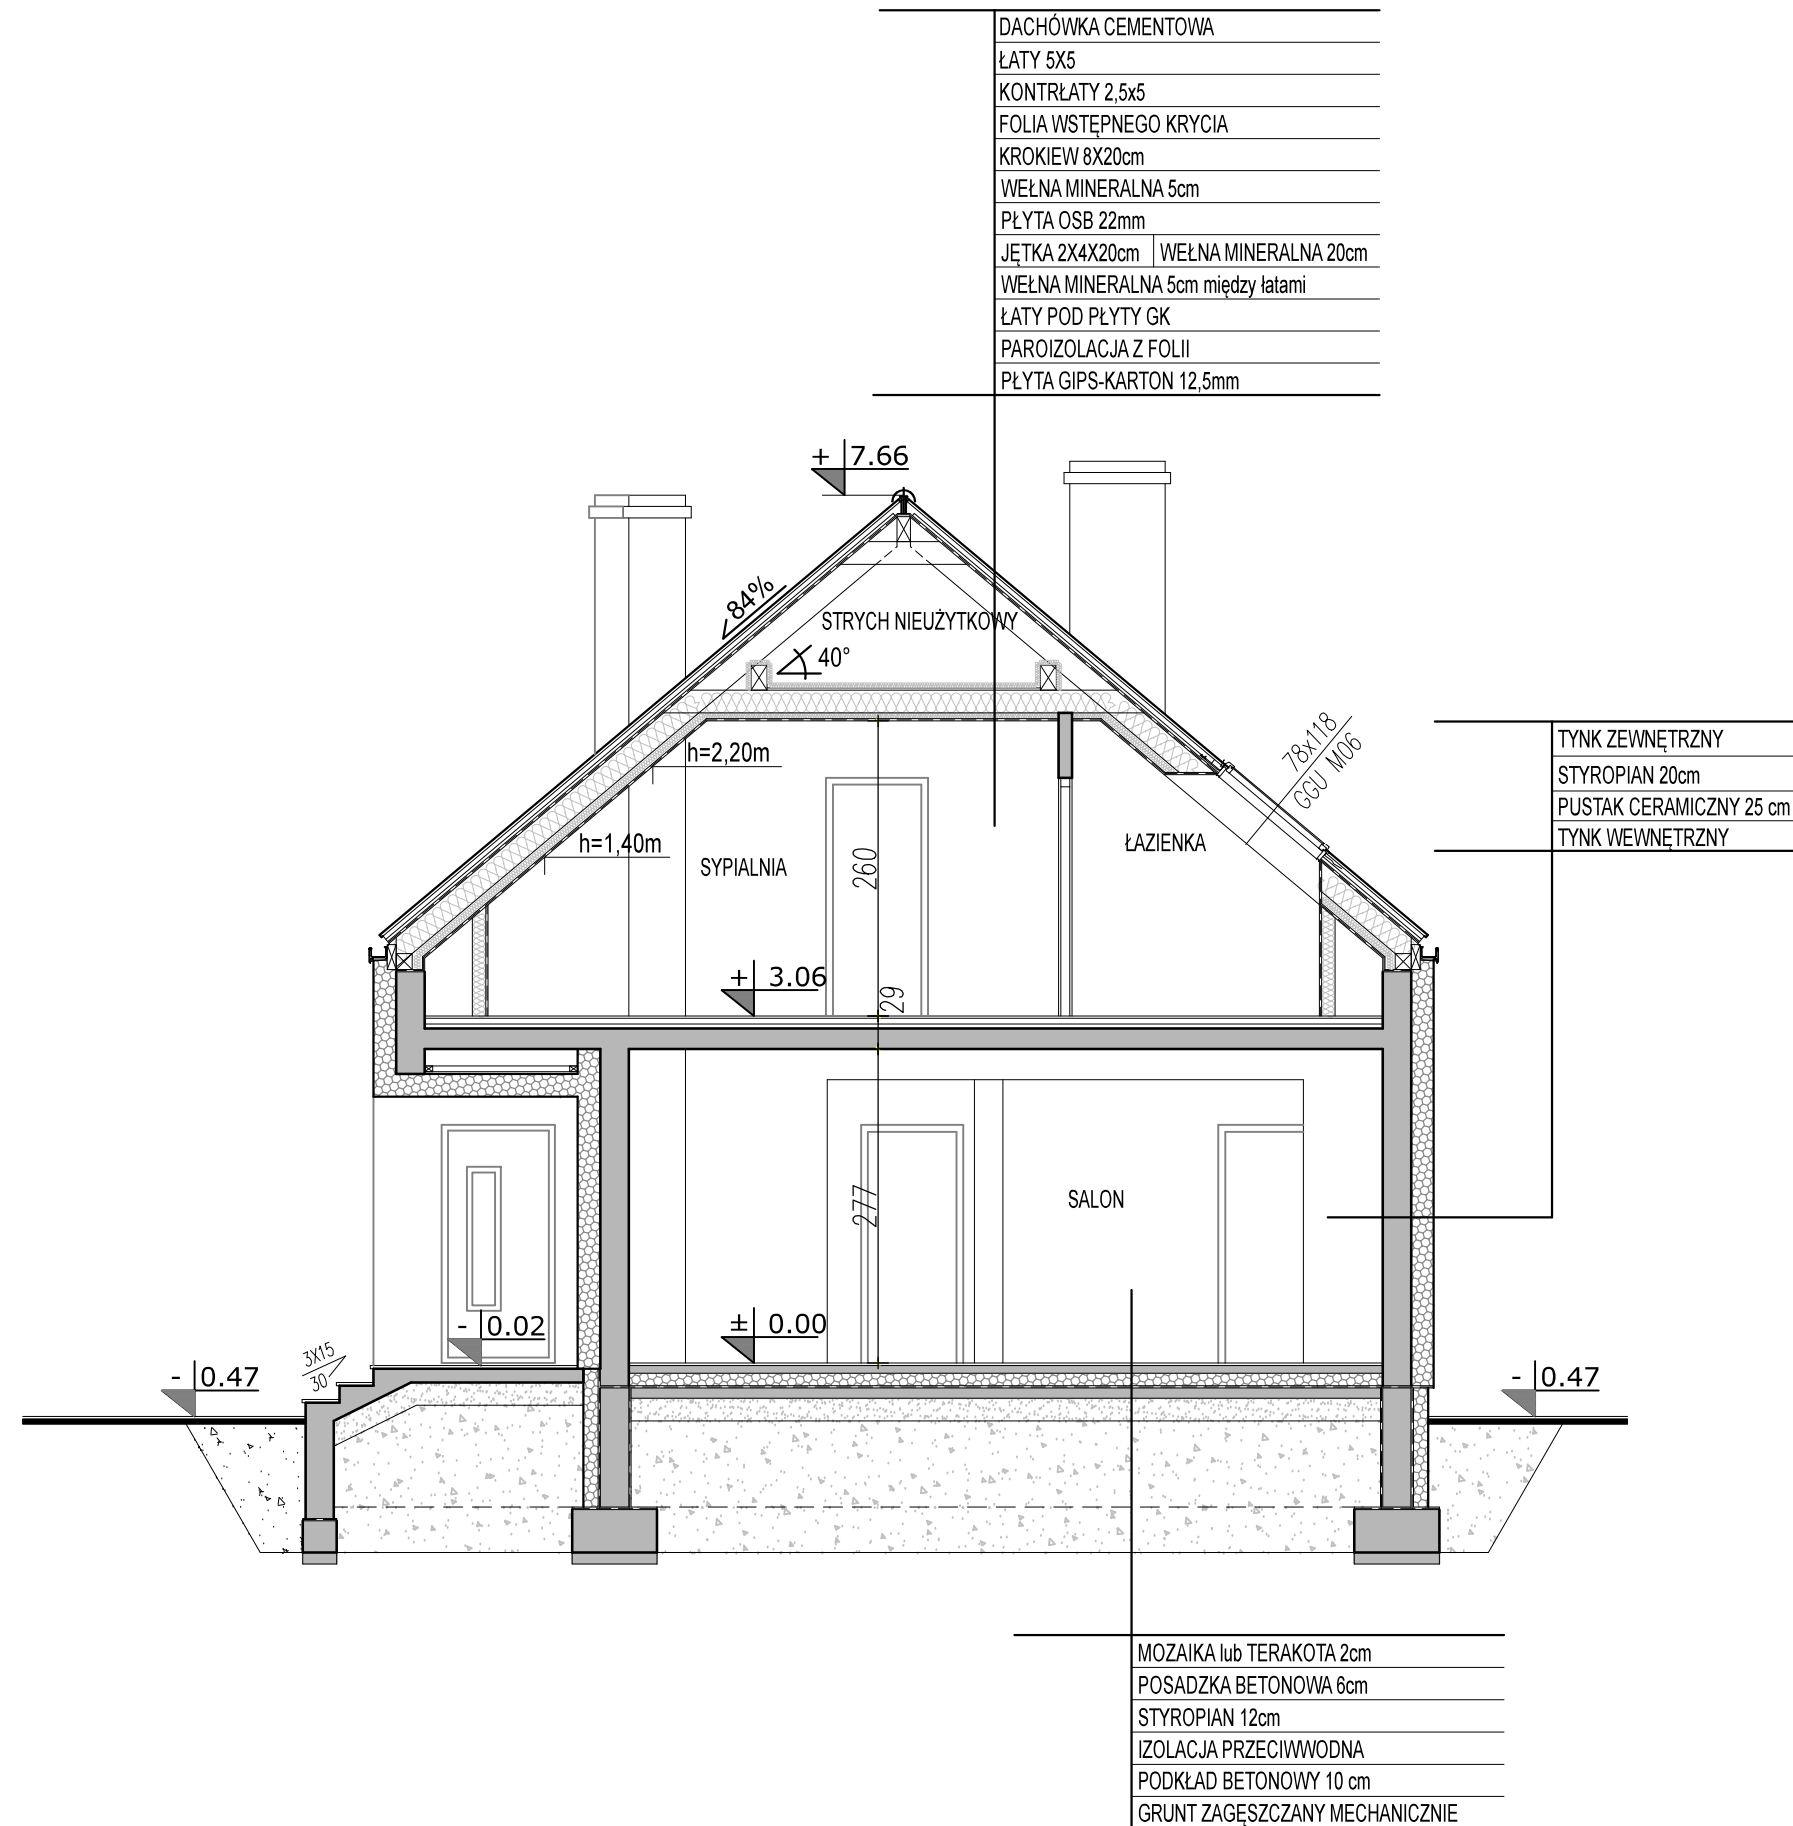 DACHÓWKA CEMENTOWA
ŁATY 5X5
KONTRŁATY 2,5x5
FOLIA WSTĘPNEGO KRYCIA
KROKIEW 8X20cm
WEŁNA MINERALNA 5cm
PŁYTA OSB 22mm
JĘTKA 2X4X20cm WEŁNA MINERALNA 20cm
WEŁNA MINERALNA 5cm między łatami
ŁATY POD PŁYTY GK
PAROIZOLACJA Z FOLII
PŁYTA GIPS-KARTON 12,5mm
+ 7.66
84%
STRYCH NIEUŻYTKOWY
40°
78x118
GGU M06
TYNK ZEWNĘTRZNY
STYROPIAN 20cm
PUSTAK CERAMICZNY 25 cm
TYNK WEWNĘTRZNY
h=2,20m
h=1,40m
SYPIALNIA
260
ŁAZIENKA
+ 3.06
29
277
SALON
- 0.02
± 0.00
3X15
30
- 0.47
- 0.47
MOZAIKA lub TERAKOTA 2cm
POSADZKA BETONOWA 6cm
STYROPIAN 12cm
IZOLACJA PRZECIWWODNA
PODKŁAD BETONOWY 10 cm
GRUNT ZAGĘSZCZANY MECHANICZNIE